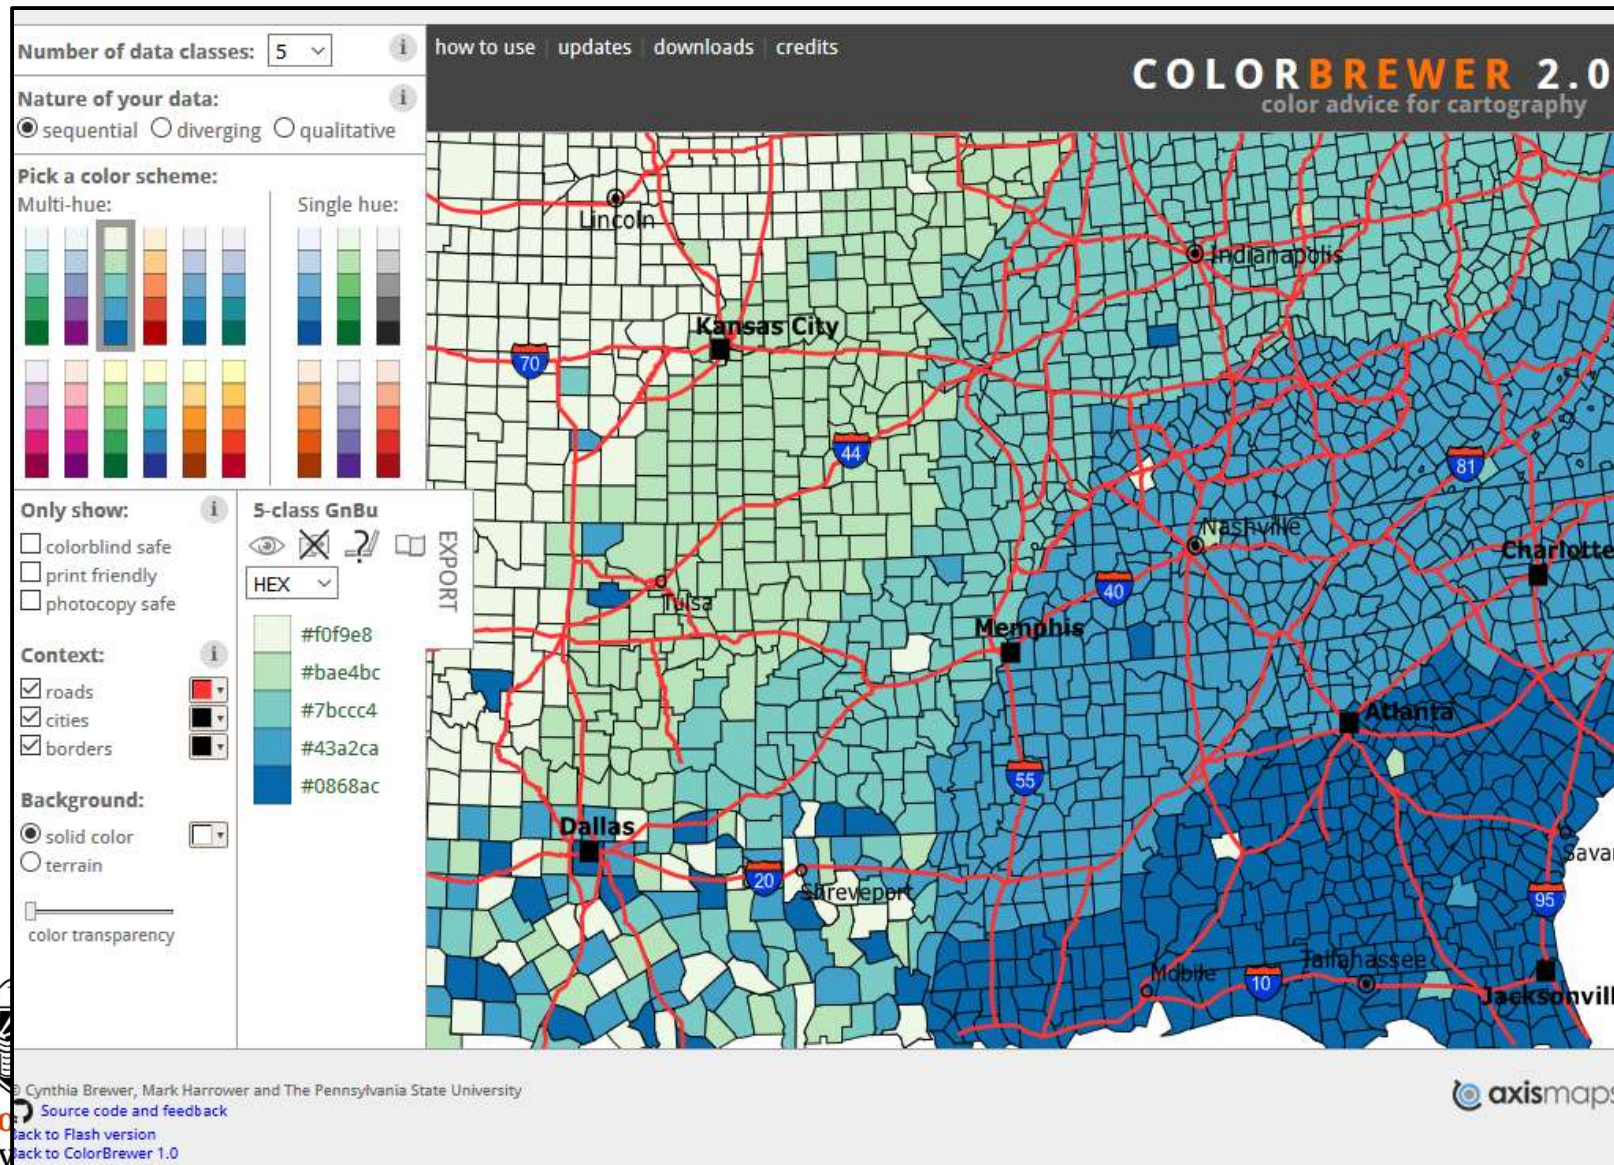 Number of data classes: 5
how to use updates downloads credits
COLORBREWER 2.0
color advice for cartography
Nature of your data:
sequential diverging qualitative
Pick a color scheme:
Multi-hue: Single hue:
Only show:
colorblind safe
print friendly
photocopy safe
Context:
roads
cities
borders
Background:
solid color
terrain
color transparency
5-class GnBu
EXPORT
HEX
#f0f9e8
#bae4bc
#7bccc4
#43a2ca
#0868ac
Lincoln
Indianapolis
Kansas City
70
44
81
Nashville
Charlotte
40
Tulsa
Memphis
Atlanta
55
Dallas
20
Shreveport
Savar
95
Mobile
10
Tallahassee
Jacksonvill
© Cynthia Brewer, Mark Harrower and The Pennsylvania State University
Source code and feedback
Back to Flash version
Back to ColorBrewer 1.0
axismaps